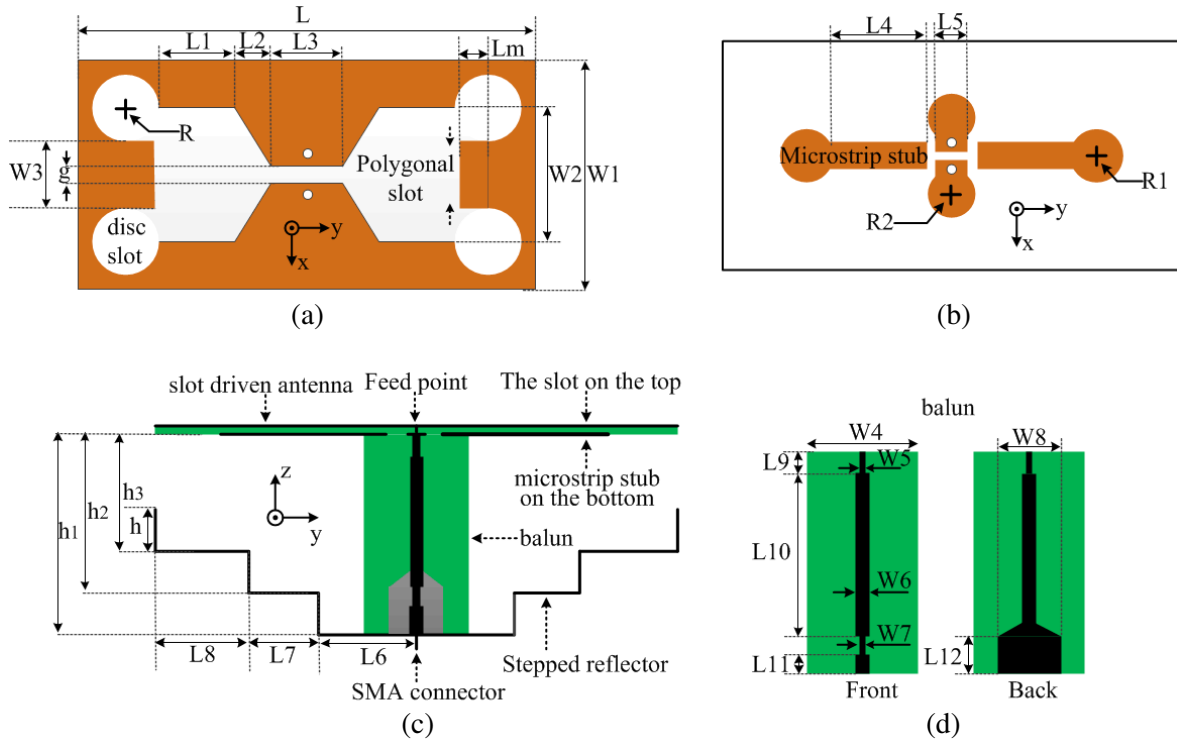 L
L1
L2
L3
Lm
R
W3
g
Polygonal
slot
W2
W1
disc
slot
y
x
(a)
L4
L5
Microstrip stub
R1
R2
y
x
(b)
slot driven antenna
Feed point
The slot on the top
z
y
microstrip stub
on the bottom
h1
h2
h3
h
balun
L8
L7
L6
Stepped reflector
SMA connector
(c)
balun
W4
W8
L9
W5
L10
W6
W7
L11
L12
Front
Back
(d)